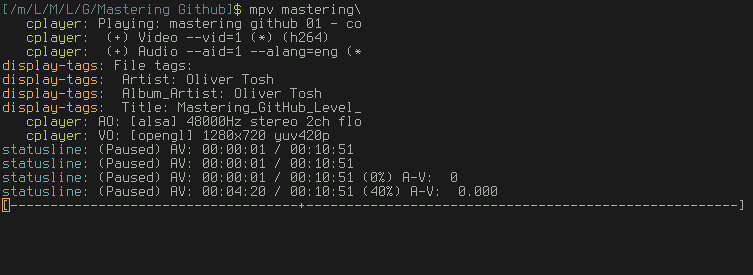 [/m/L/M/L/G/Mastering Github]$ mpv mastering\
cplayer: Playing: mastering github 01 - co
cplayer:  (+) Video --vid=1 (*) (h264)
cplayer:  (+) Audio --aid=1 --alang=eng (*
display-tags: File tags:
display-tags:  Artist: Oliver Tosh
display-tags:  Album_Artist: Oliver Tosh
display-tags:  Title: Mastering_GitHub_Level_
cplayer: AO: [alsa] 48000Hz stereo 2ch flo
cplayer: VO: [opengl] 1280x720 yuv420p
statusline: (Paused) AV: 00:00:01 / 00:10:51
statusline: (Paused) AV: 00:00:01 / 00:10:51
statusline: (Paused) AV: 00:00:01 / 00:10:51 (0%) A-V:  0
statusline: (Paused) AV: 00:04:20 / 00:10:51 (40%) A-V:  0.000
[------------------------------------------------+------------------------------------------------------------------------]